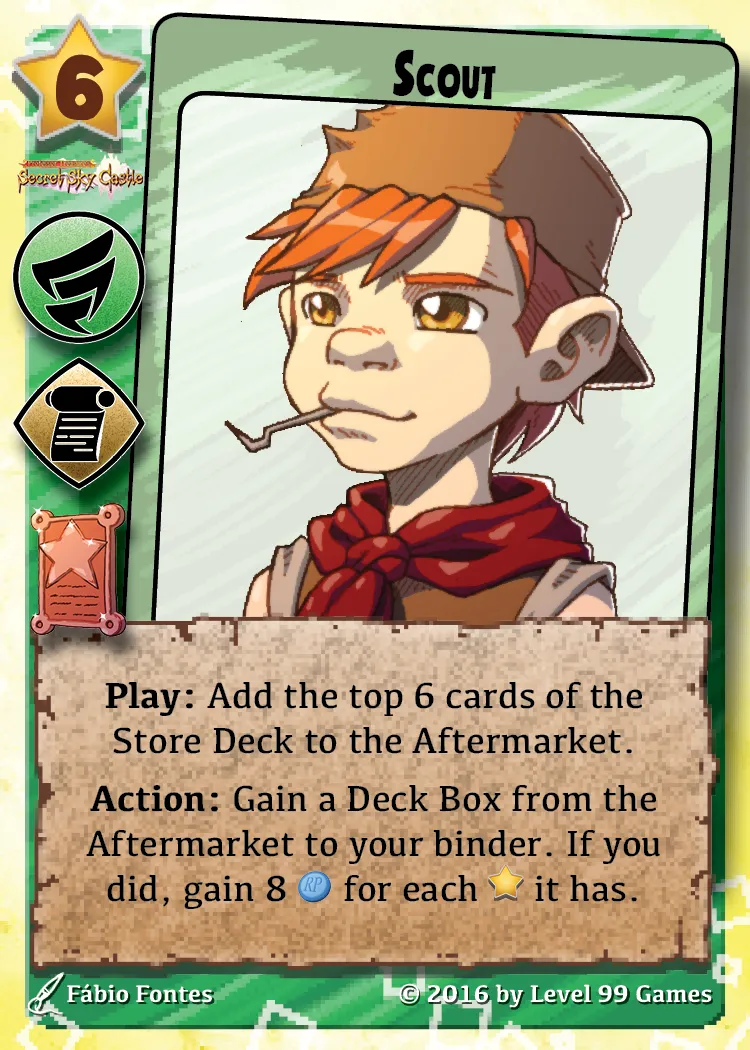 6
Scout
Secret Sky Castle
Play: Add the top 6 cards of the
Store Deck to the Aftermarket.
Action: Gain a Deck Box from the
Aftermarket to your binder. If you
did, gain 8 RP for each it has.
Fábio Fontes
© 2016 by Level 99 Games